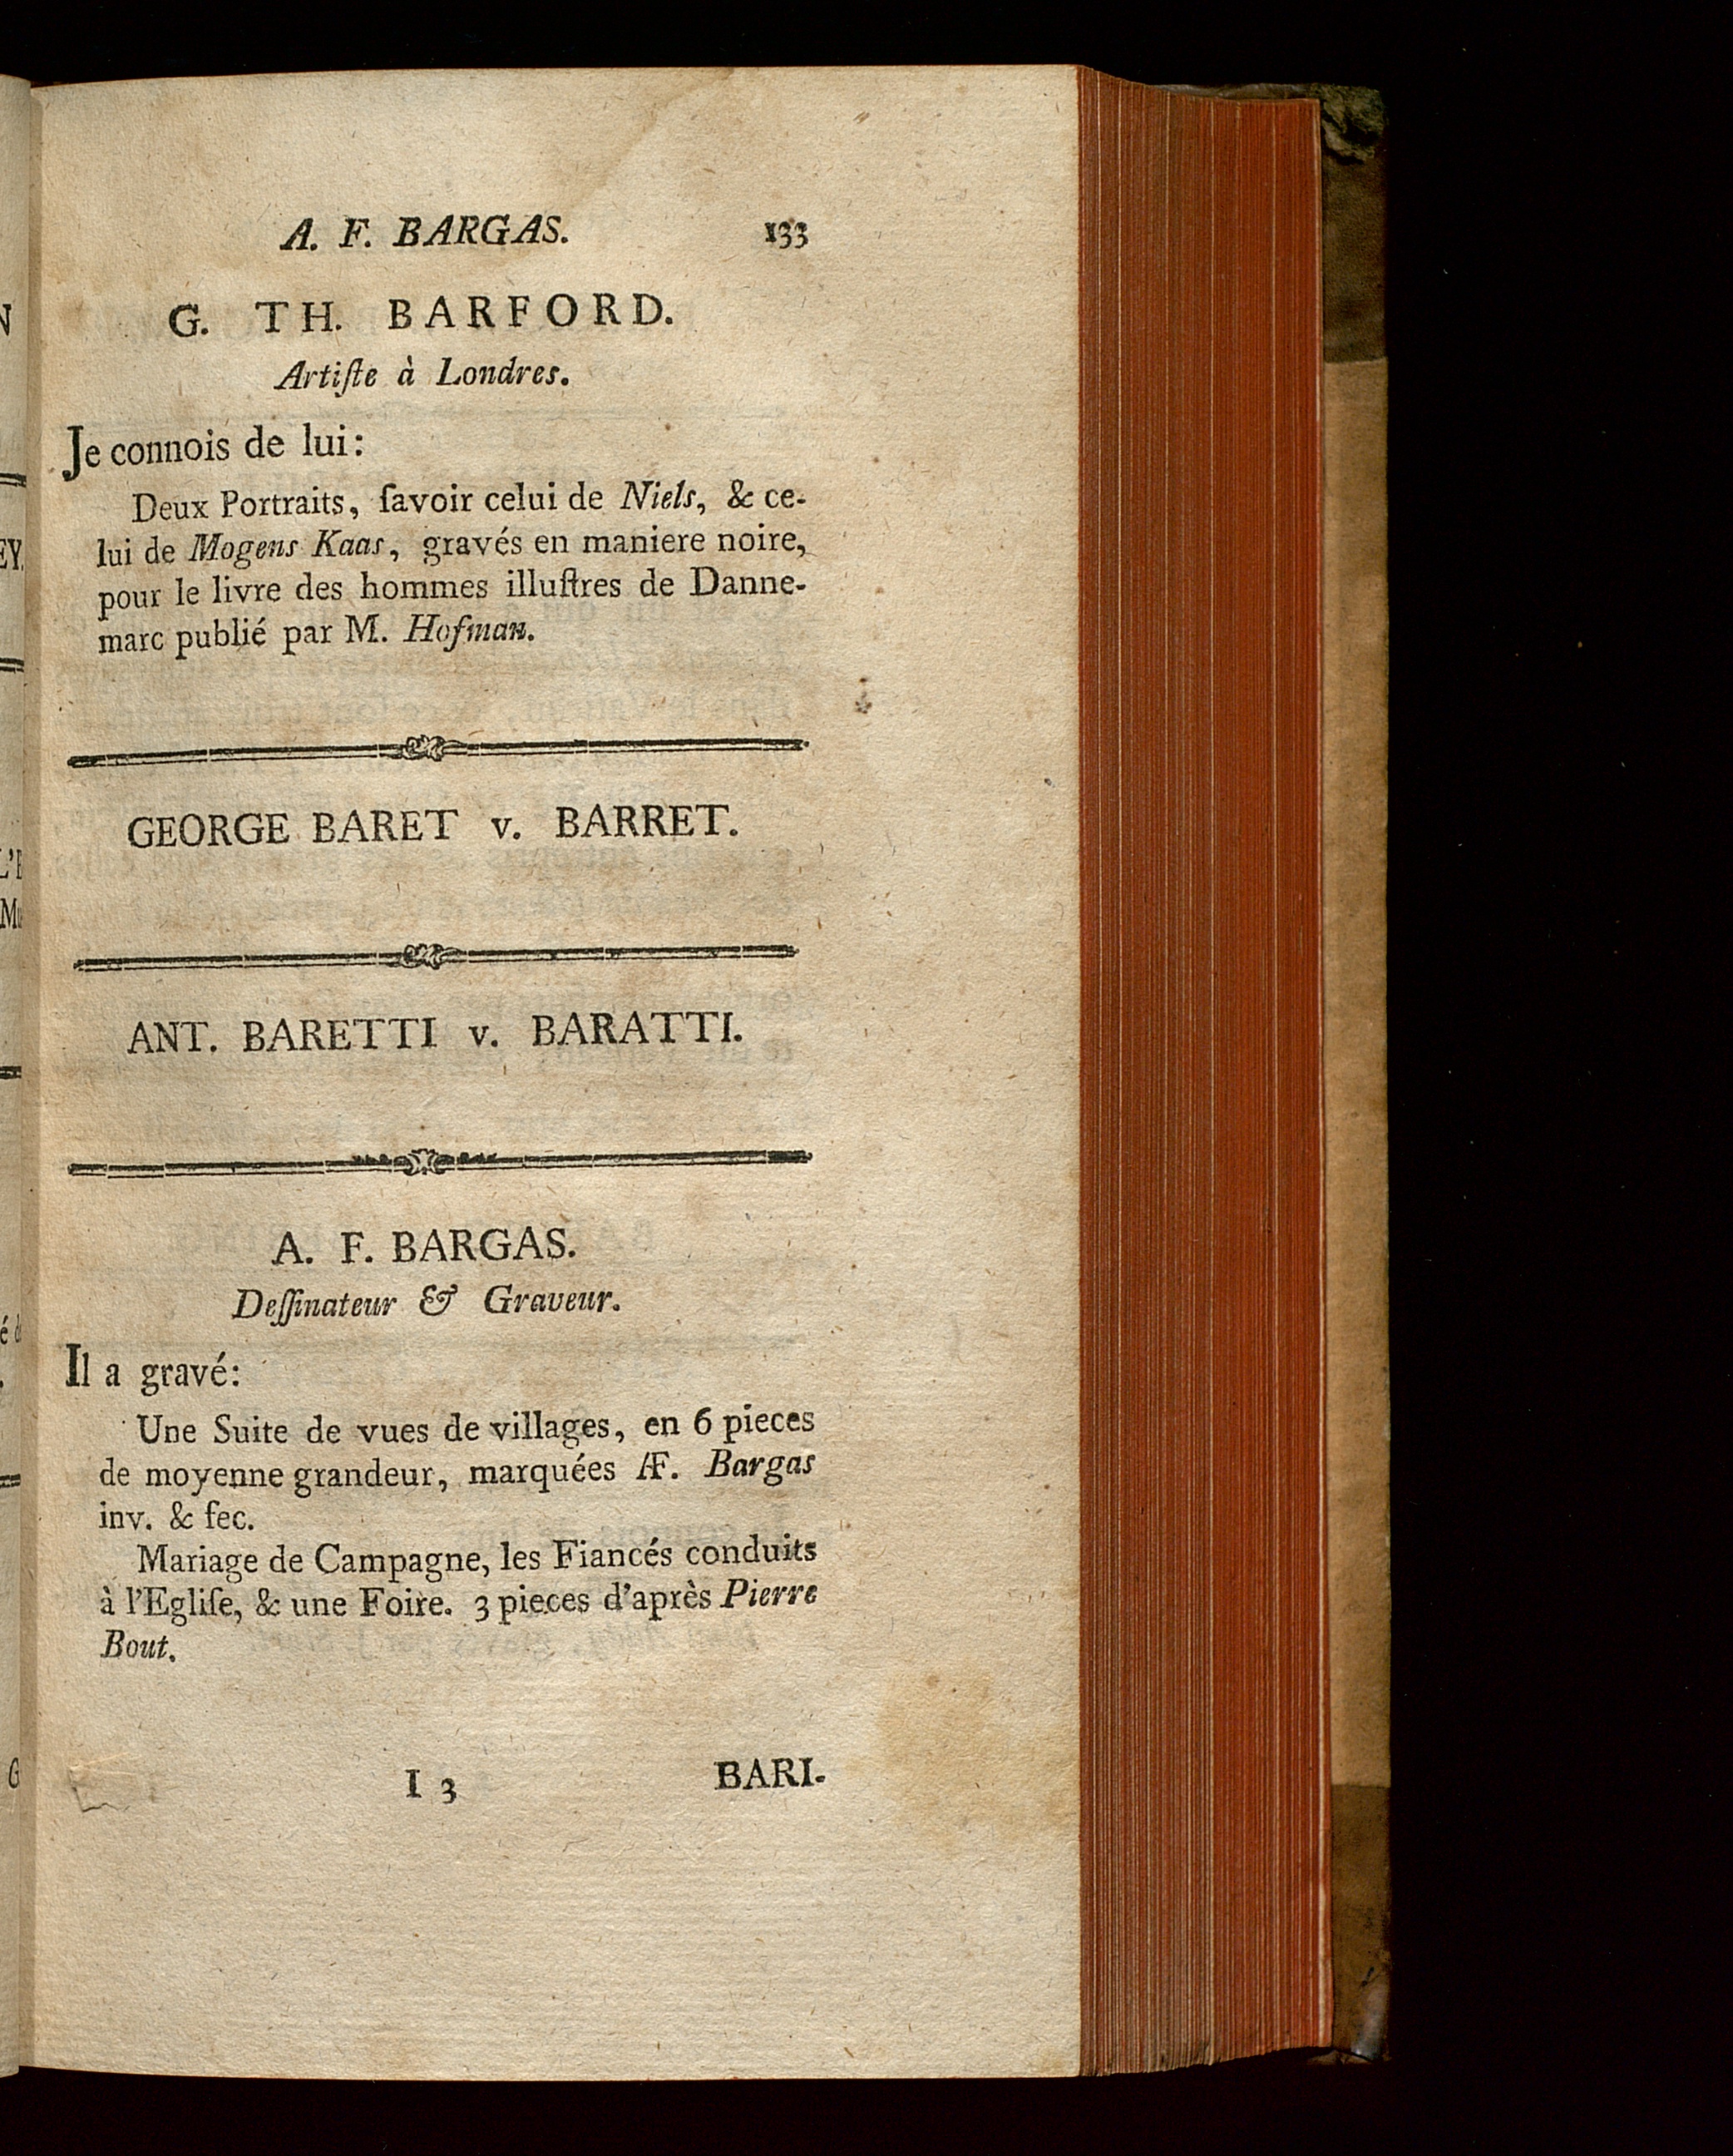 A. F. BARGAS. 133
G. TH. BARFORD.
Artiſte à Londres.
Je connois de lui:
Deux Portraits, ſavoir celui de Niels, & ce-
lui de Mogens Kaas, gravés en maniere noire,
pour le livre des hommes illuſtres de Danne-
marc publié par M. Hofman.
GEORGE BARET v. BARRET.
ANT. BARETTI v. BARATTI.
A. F. BARGAS.
Deſſinateur & Graveur.
Il a gravé:
Une Suite de vues de villages, en 6 pieces
de moyenne grandeur, marquées AF. Bargas
inv. & fec.
Mariage de Campagne, les Fiancés conduits
à l'Egliſe, & une Foire. 3 pieces d'après Pierre
Bout.
I 3 BARI-